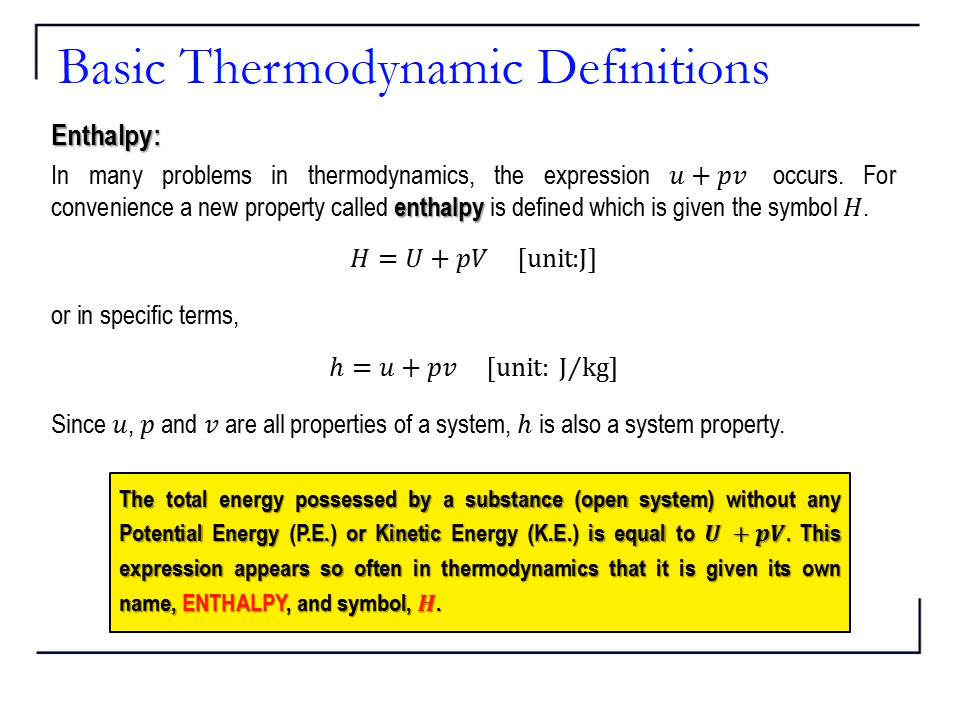 Basic Thermodynamic Definitions
Enthalpy:
In many problems in thermodynamics, the expression 𝑢 + 𝑝𝑣 occurs. For
convenience a new property called enthalpy is defined which is given the symbol 𝐻.
𝐻 = 𝑈 + 𝑝𝑉 [unit:J]
or in specific terms,
ℎ = 𝑢 + 𝑝𝑣 [unit: J/kg]
Since 𝑢, 𝑝 and 𝑣 are all properties of a system, ℎ is also a system property.
The total energy possessed by a substance (open system) without any
Potential Energy (P.E.) or Kinetic Energy (K.E.) is equal to 𝑼 + 𝒑𝑽. This
expression appears so often in thermodynamics that it is given its own
name, ENTHALPY, and symbol, 𝑯.